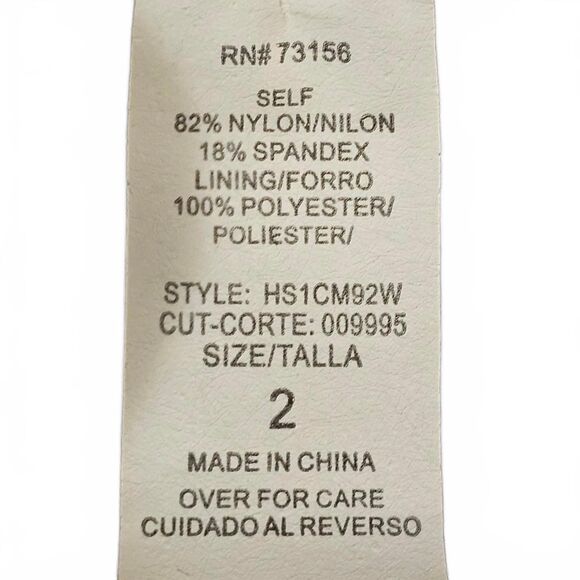 RN# 73156
SELF
82% NYLON/NILON
18% SPANDEX
LINING/FORRO
100% POLYESTER/
POLIESTER/
STYLE: HS1CM92W
CUT-CORTE: 009995
SIZE/TALLA
2
MADE IN CHINA
OVER FOR CARE
CUIDADO AL REVERSO